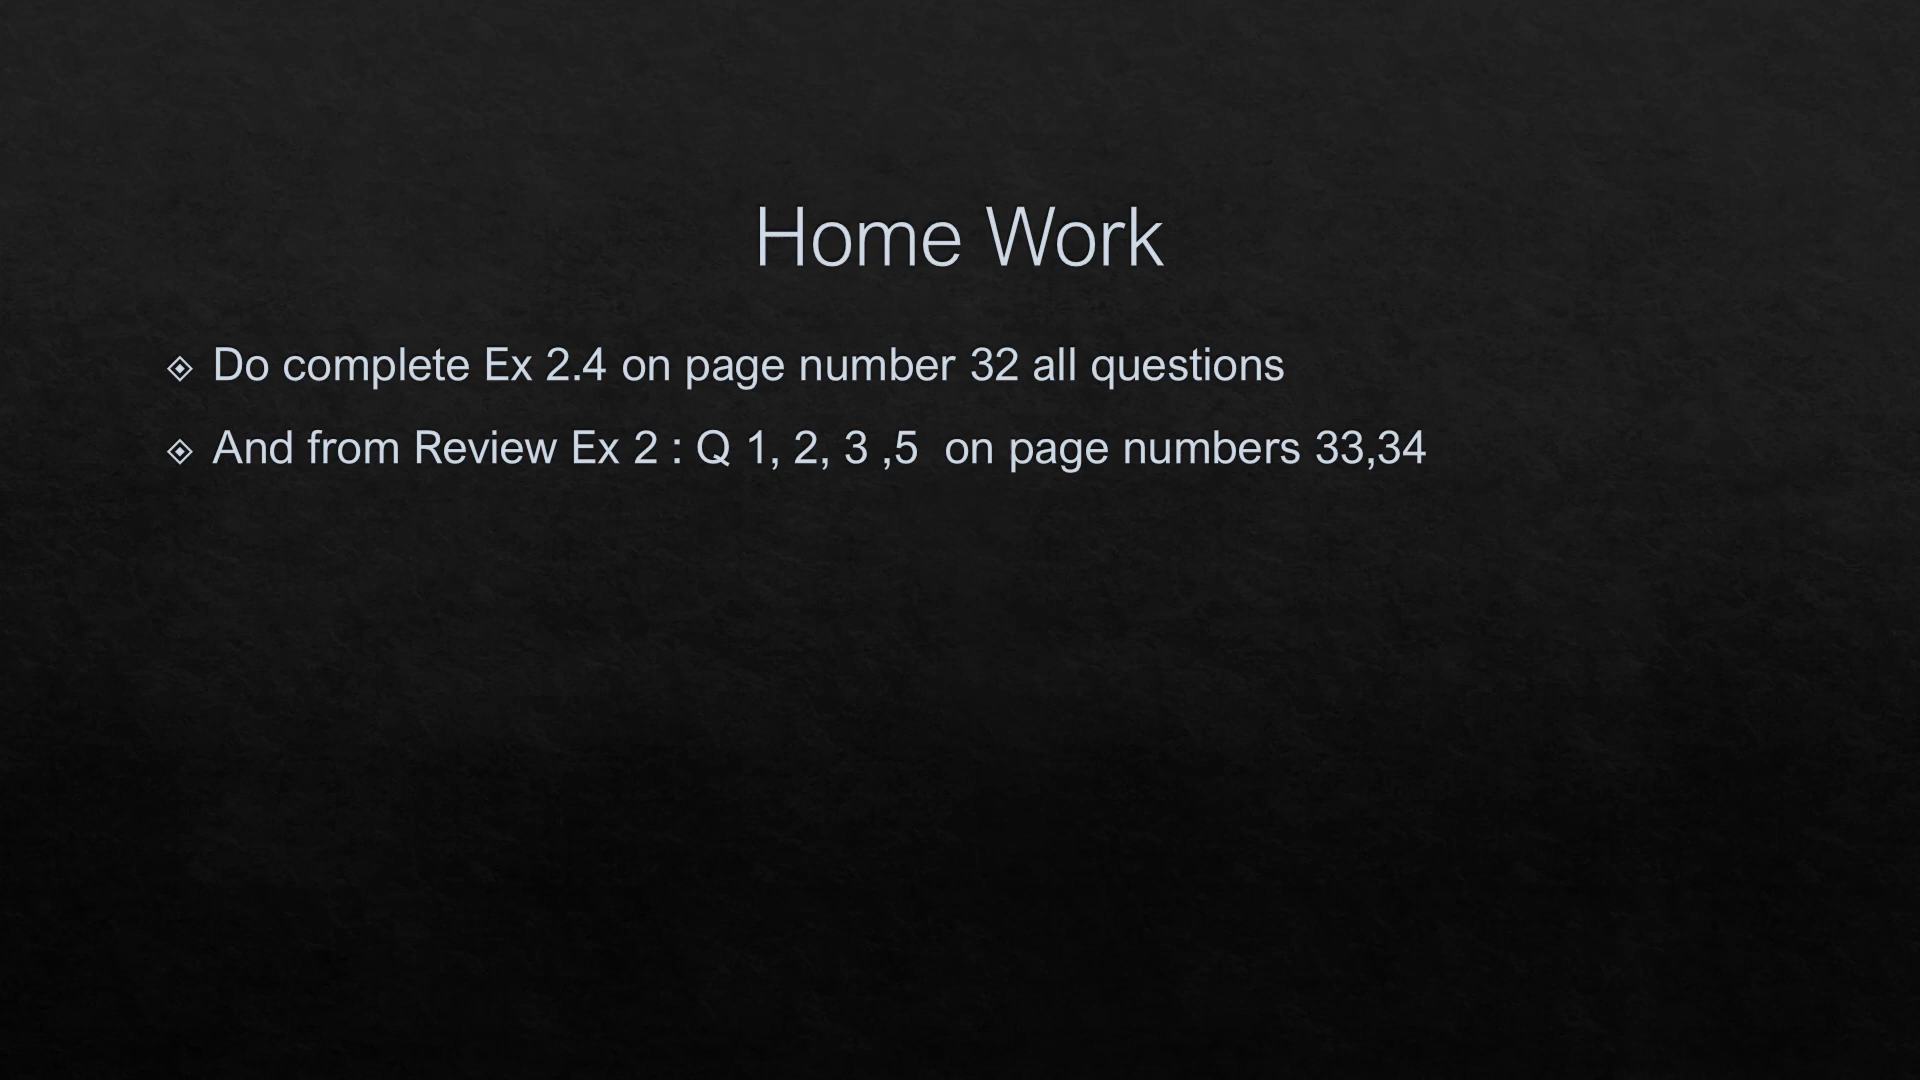 Home Work
Do complete Ex 2.4 on page number 32 all questions
And from Review Ex 2 : Q 1, 2, 3 ,5  on page numbers 33,34